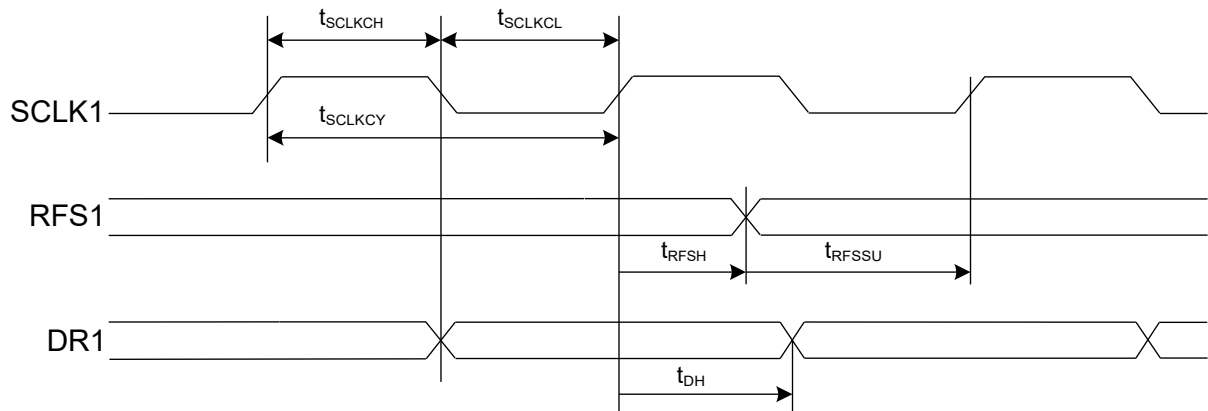 tSCLKCH tSCLKCL
SCLK1
tSCLKCY
RFS1
tRFSH tRFSSU
DR1
tDH